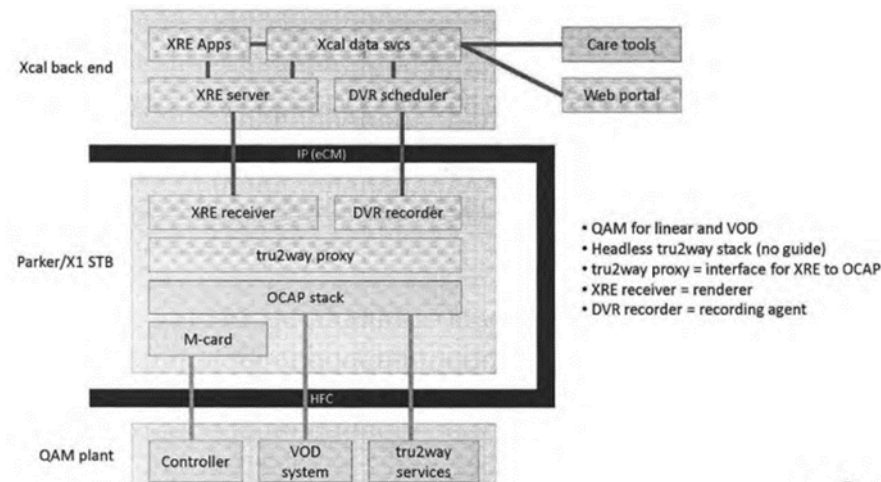 XRE Apps
Xcal data svcs
Care tools
Xcal back end
XRE server
DVR scheduler
Web portal
IP (eCM)
XRE receiver
DVR recorder
tru2way proxy
Parker/X1 STB
OCAP stack
M-card
• QAM for linear and VOD
• Headless tru2way stack (no guide)
• tru2way proxy = interface for XRE to OCAP
• XRE receiver = renderer
• DVR recorder = recording agent
HFC
QAM plant
Controller
VOD
system
tru2way
services